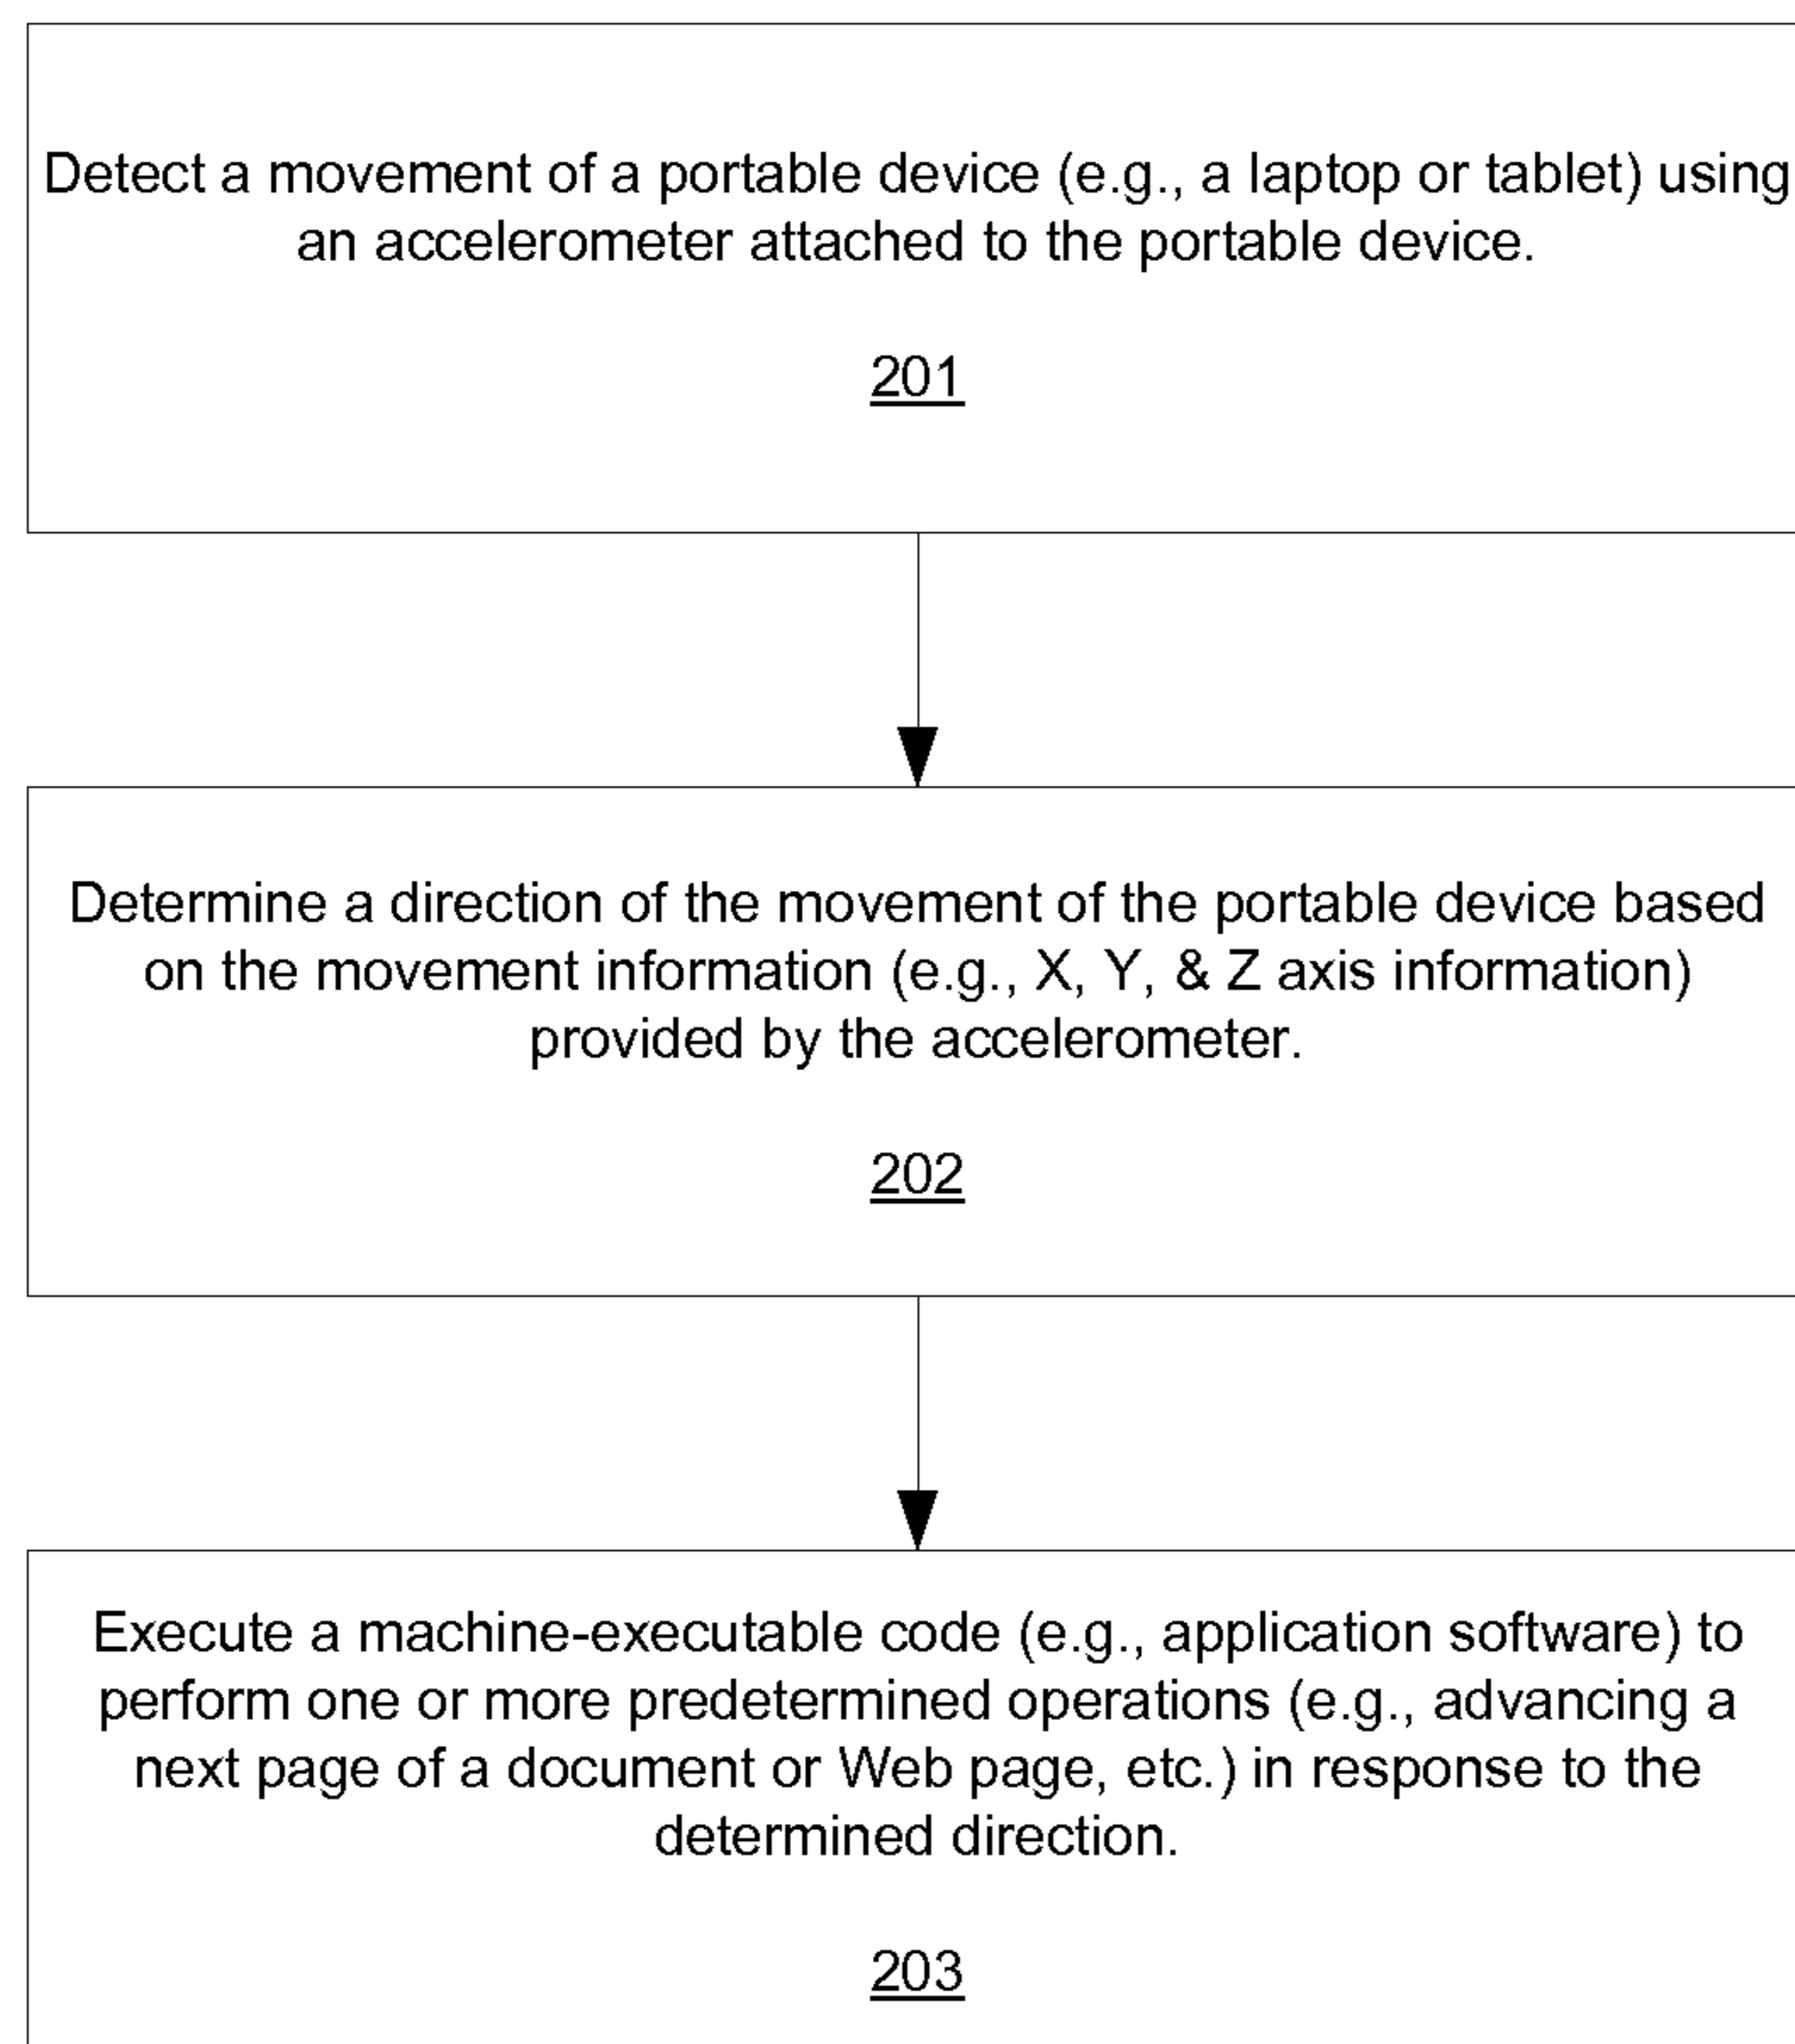 Detect a movement of a portable device (e.g., a laptop or tablet) using
an accelerometer attached to the portable device.
201
Determine a direction of the movement of the portable device based
on the movement information (e.g., X, Y, & Z axis information)
provided by the accelerometer.
202
Execute a machine-executable code (e.g., application software) to
perform one or more predetermined operations (e.g., advancing a
next page of a document or Web page, etc.) in response to the
determined direction.
203